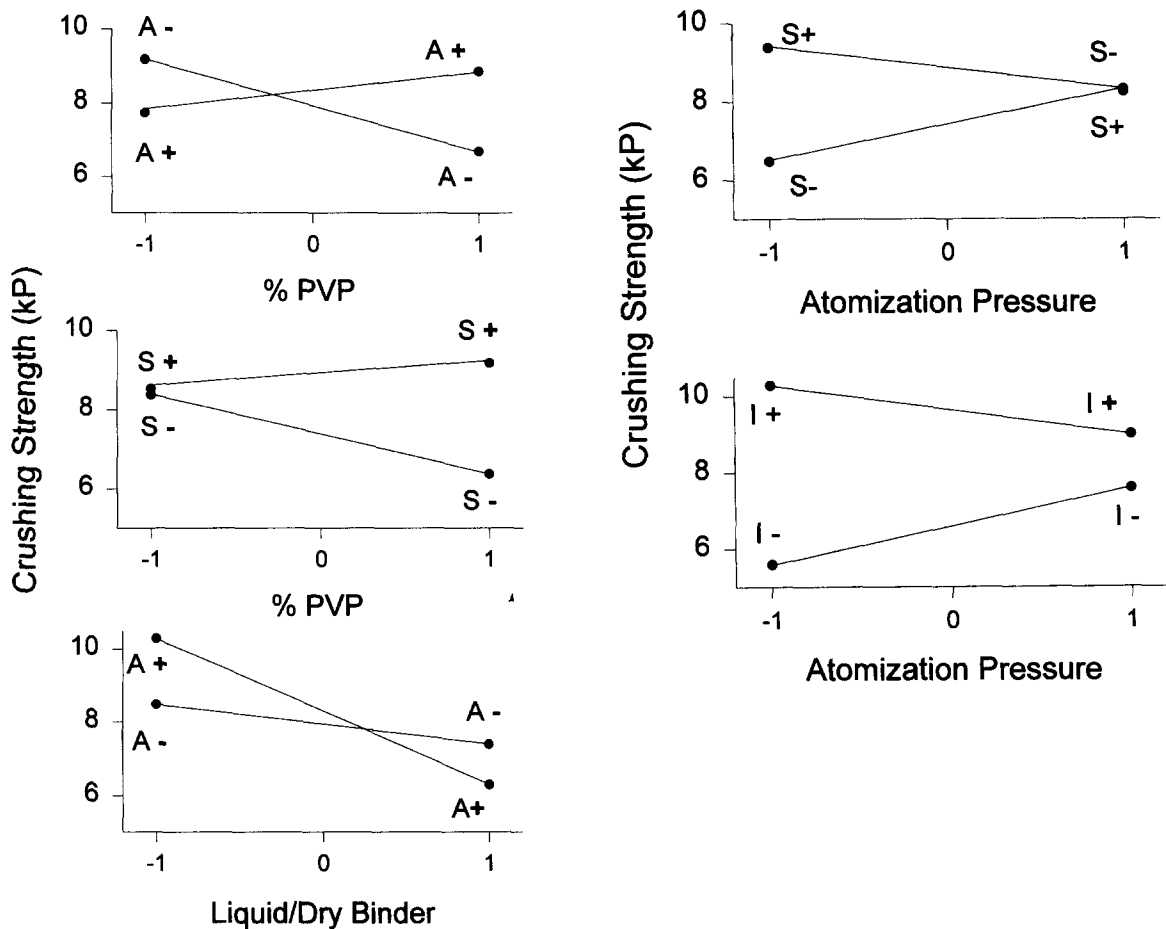 10
8
6
A -
A +
A +
A -
-1
0
1
% PVP
10
8
6
S +
S -
S +
S -
-1
0
1
% PVP
10
8
6
A +
A -
A -
A+
-1
0
1
Liquid/Dry Binder
Crushing Strength (kP)
10
8
6
S+
S-
S-
S+
-1
0
1
Atomization Pressure
10
8
6
I +
I -
I +
I -
-1
0
1
Atomization Pressure
Crushing Strength (kP)